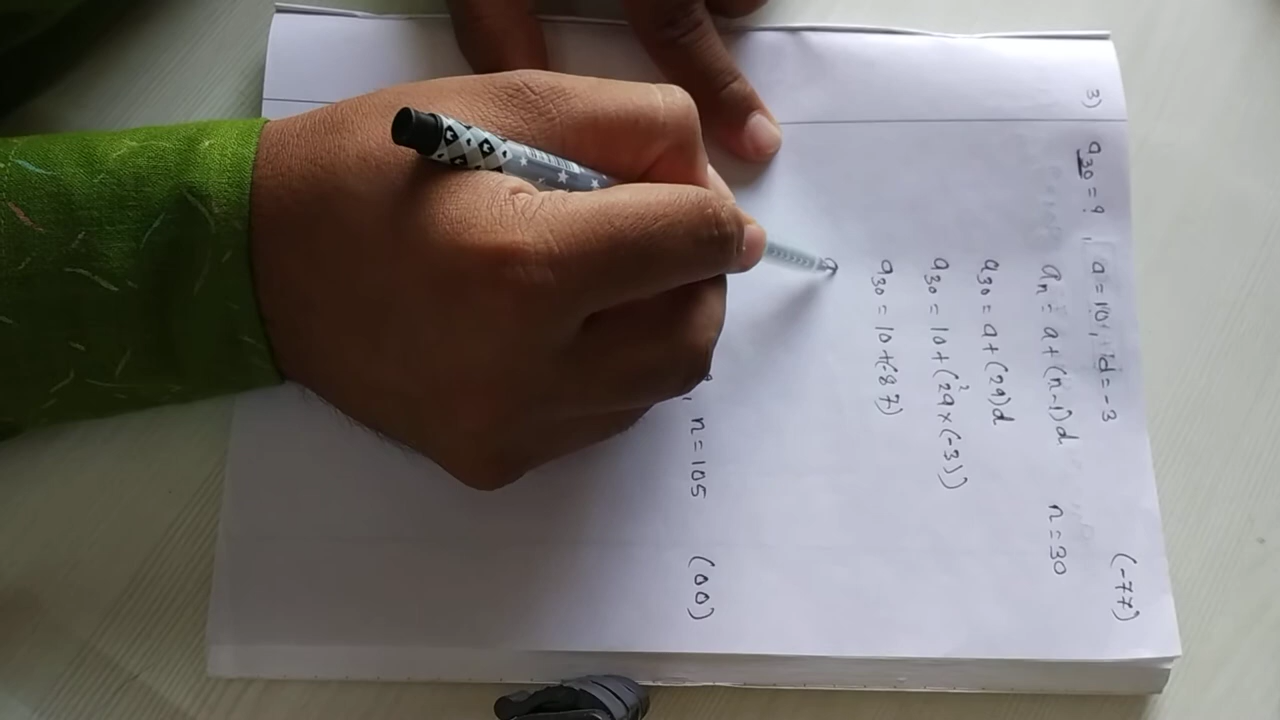 (-77)
3) a30 = ? , a = 10, d = -3
an = a + (n-1)d n = 30
a30 = a + (29)d
a30 = 10 + (29 × (-3))
a30 = 10 + (-87)
, n = 105 (00)